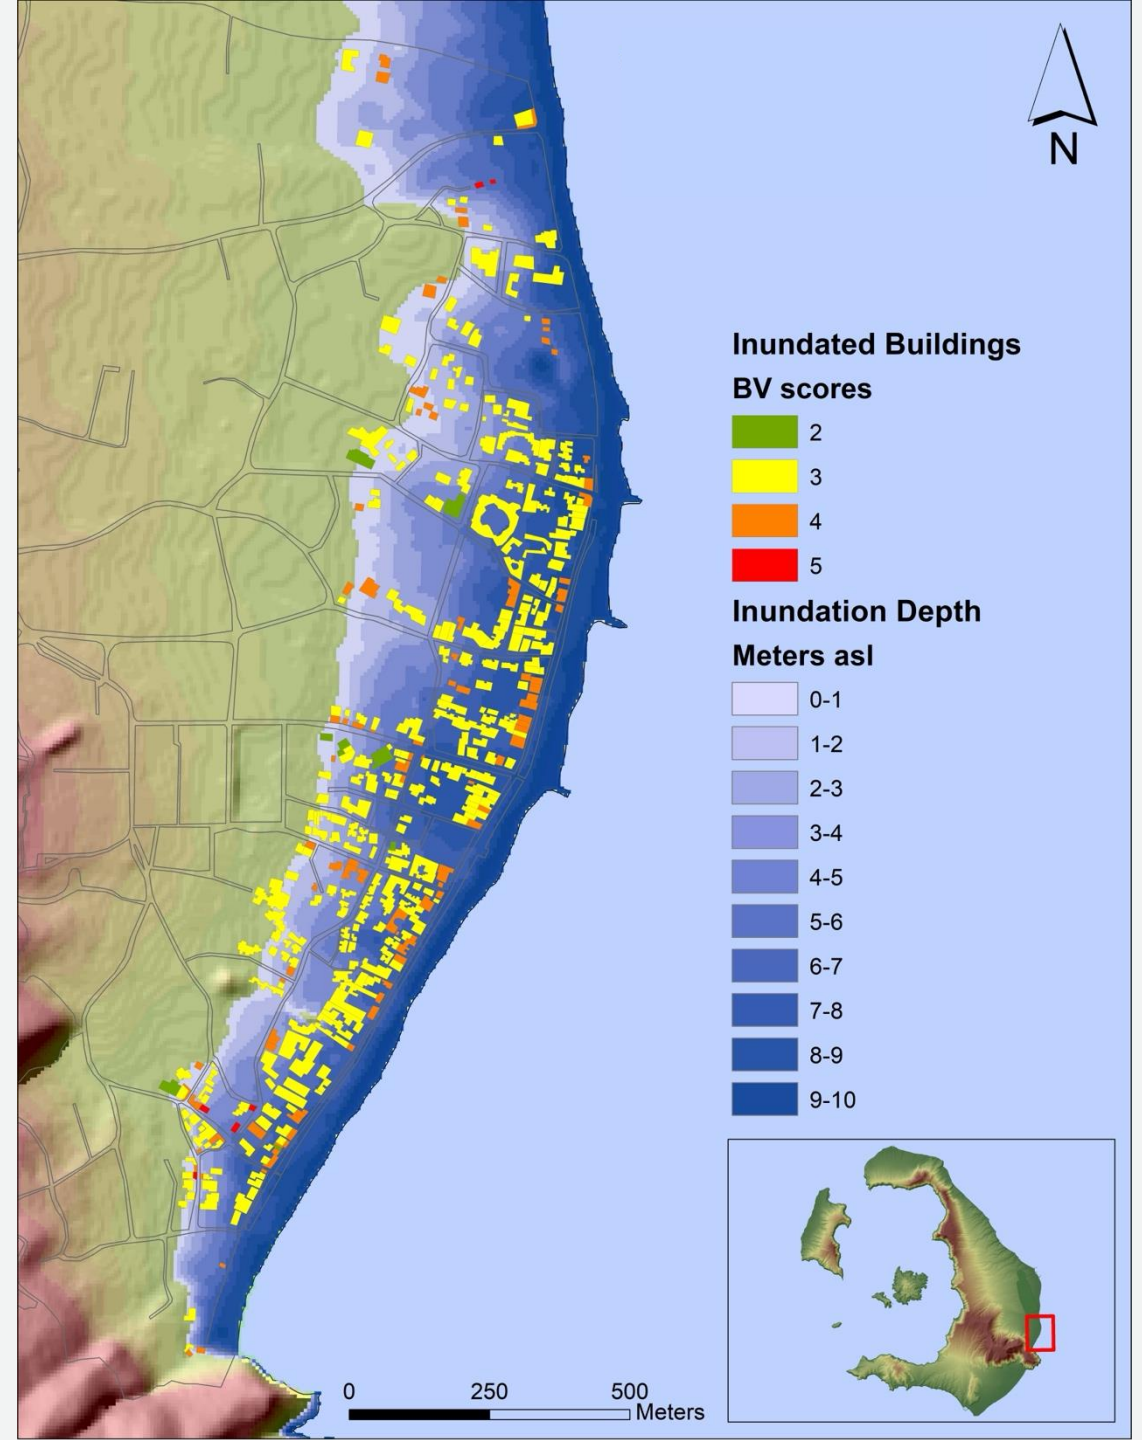 N
Inundated Buildings
BV scores
2
3
4
5
Inundation Depth
Meters asl
0-1
1-2
2-3
3-4
4-5
5-6
6-7
7-8
8-9
9-10
0 250 500
Meters